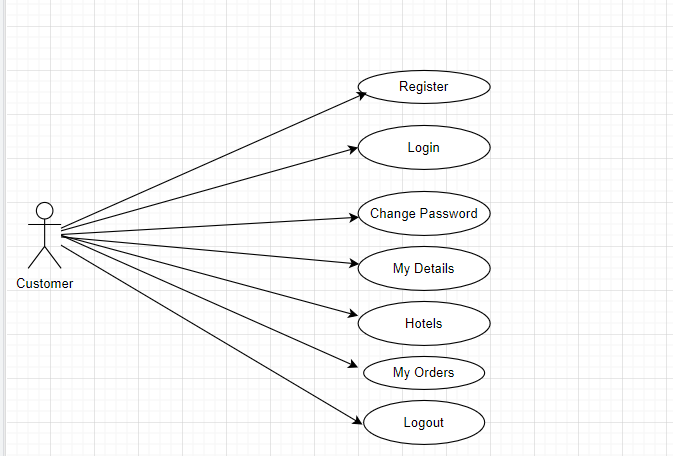 Register
Login
Change Password
My Details
Customer
Hotels
My Orders
Logout